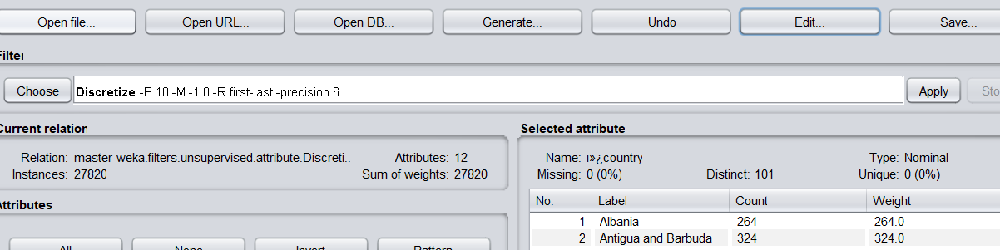 Open file... Open URL... Open DB... Generate... Undo Edit... Save...
Filter
Choose Discretize -B 10 -M -1.0 -R first-last -precision 6 Apply Sto
Current relation
Relation: master-weka.filters.unsupervised.attribute.Discreti.. Attributes: 12
Instances: 27820 Sum of weights: 27820
Attributes
All None Invert Pattern
Selected attribute
Name: ï»¿country Type: Nominal
Missing: 0 (0%) Distinct: 101 Unique: 0 (0%)
No. Label Count Weight
1 Albania 264 264.0
2 Antigua and Barbuda 324 324.0